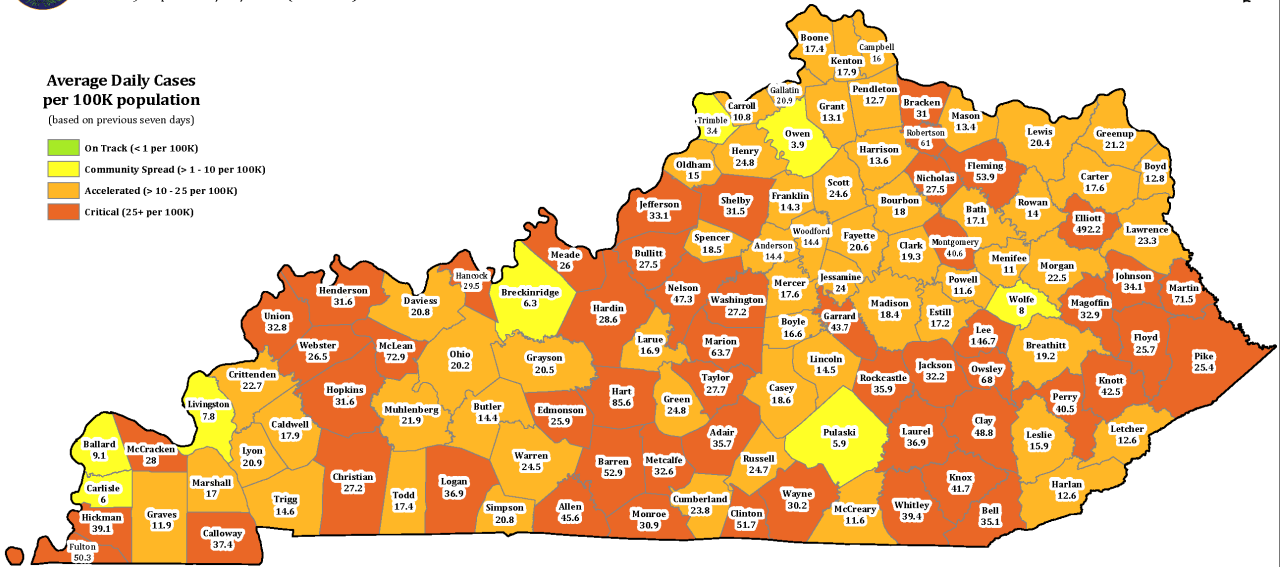 Average Daily Cases
per 100K population
(based on previous seven days)
On Track (< 1 per 100K)
Community Spread (> 1 - 10 per 100K)
Accelerated (> 10 - 25 per 100K)
Critical (25+ per 100K)
Boone
17.4
Kenton
17.9
Campbell
16
Gallatin
20.9
Carroll
10.8
Trimble
3.4
Owen
3.9
Grant
13.1
Pendleton
12.7
Bracken
31
Robertson
61
Mason
13.4
Lewis
20.4
Greenup
21.2
Boyd
12.8
Oldham
15
Henry
24.8
Harrison
13.6
Nicholas
27.5
Fleming
53.9
Carter
17.6
Jefferson
33.1
Shelby
31.5
Franklin
14.3
Scott
24.6
Bourbon
18
Bath
17.1
Rowan
14
Elliott
492.2
Lawrence
23.3
Spencer
18.5
Anderson
14.4
Woodford
14.4
Fayette
20.6
Clark
19.3
Montgomery
40.6
Menifee
11
Morgan
22.5
Johnson
34.1
Martin
71.5
Meade
26
Bullitt
27.5
Hancock
29.5
Breckinridge
6.3
Henderson
31.6
Daviess
20.8
Union
32.8
Hardin
28.6
Nelson
47.3
Washington
27.2
Mercer
17.6
Jessamine
24
Garrard
43.7
Madison
18.4
Estill
17.2
Powell
11.6
Wolfe
8
Magoffin
32.9
Floyd
25.7
Pike
25.4
Webster
26.5
McLean
72.9
Ohio
20.2
Grayson
20.5
Larue
16.9
Marion
63.7
Boyle
16.6
Lincoln
14.5
Lee
146.7
Breathitt
19.2
Crittenden
22.7
Hopkins
31.6
Livingston
7.8
Muhlenberg
21.9
Butler
14.4
Edmonson
25.9
Hart
85.6
Green
24.8
Taylor
27.7
Casey
18.6
Rockcastle
35.9
Jackson
32.2
Owsley
68
Perry
40.5
Knott
42.5
Caldwell
17.9
Lyon
20.9
Ballard
9.1
McCracken
28
Warren
24.5
Barren
52.9
Metcalfe
32.6
Adair
35.7
Russell
24.7
Pulaski
5.9
Laurel
36.9
Clay
48.8
Leslie
15.9
Letcher
12.6
Carlisle
6
Marshall
17
Christian
27.2
Todd
17.4
Logan
36.9
Simpson
20.8
Allen
45.6
Monroe
30.9
Cumberland
23.8
Clinton
51.7
Wayne
30.2
McCreary
11.6
Whitley
39.4
Knox
41.7
Bell
35.1
Harlan
12.6
Trigg
14.6
Hickman
39.1
Graves
11.9
Calloway
37.4
Fulton
50.3